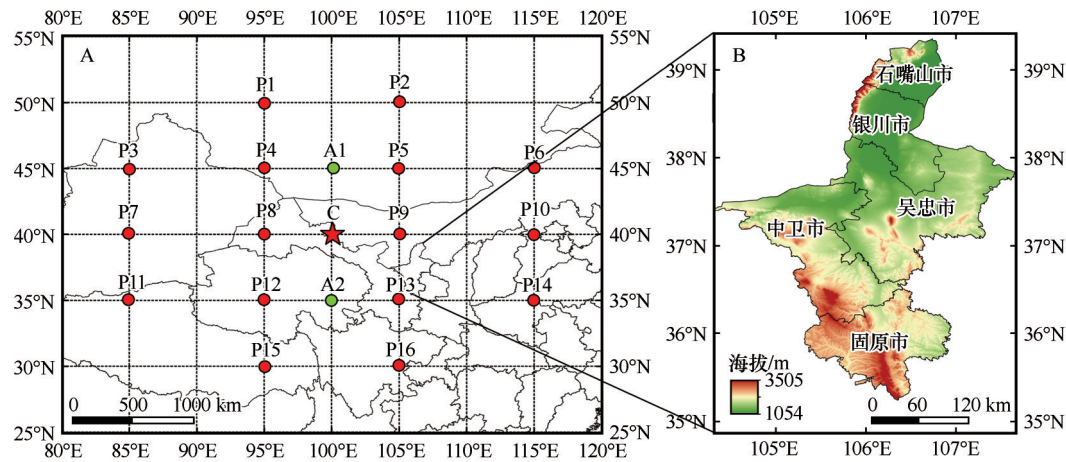 80°E 85°E 90°E 95°E 100°E 105°E 110°E 115°E 120°E
105°E 106°E 107°E
55°N A 55°N
B
39°N 石嘴山市 39°N
P1 P2
50°N 50°N
银川市
P3 P4 A1 P5 P6
45°N 45°N
38°N 38°N
P7 P8 C P9 P10
吴忠市
中卫市
40°N 40°N
37°N 37°N
P11 P12 A2 P13 P14
35°N 35°N
36°N 固原市 36°N
P15 P16
30°N 30°N
海拔/m
3505
1054
0 500 1000 km
0 60 120 km
35°N 35°N
25°N 25°N
80°E 85°E 90°E 95°E 100°E 105°E 110°E 115°E 120°E
105°E 106°E 107°E